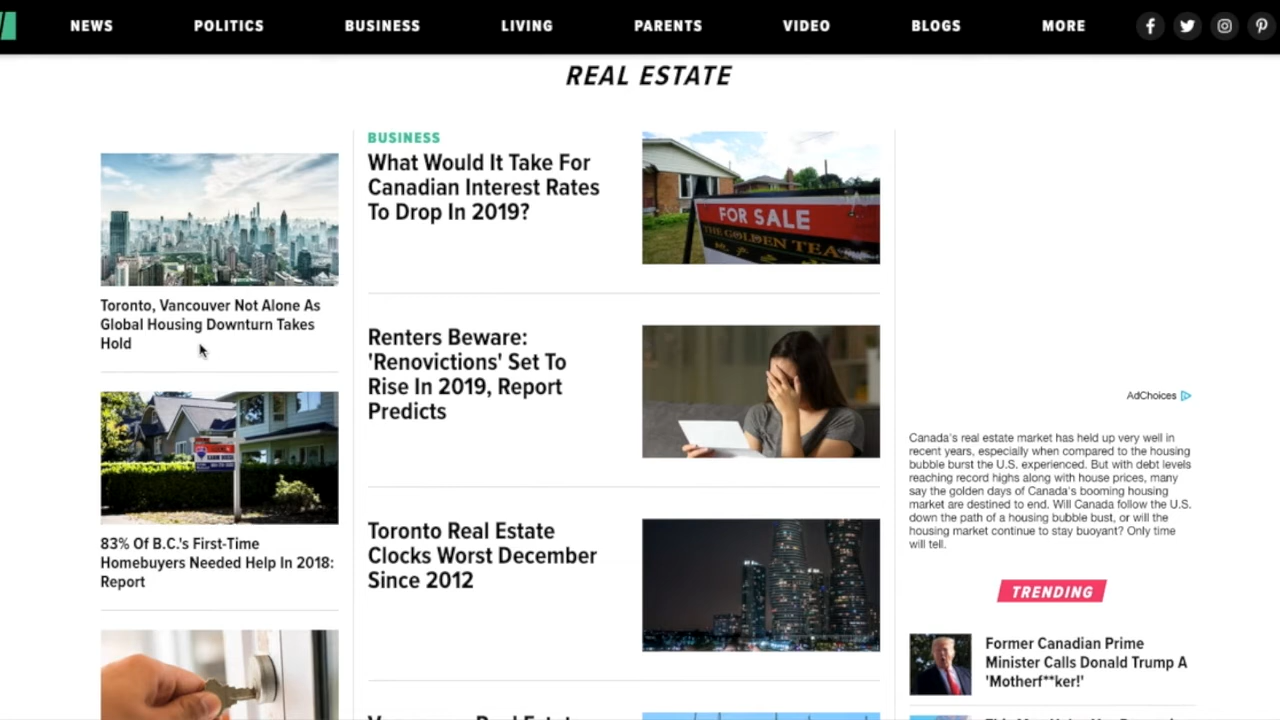 NEWS POLITICS BUSINESS LIVING PARENTS VIDEO BLOGS MORE
REAL ESTATE
Toronto, Vancouver Not Alone As
Global Housing Downturn Takes
Hold
83% Of B.C.'s First-Time
Homebuyers Needed Help In 2018:
Report
BUSINESS
What Would It Take For
Canadian Interest Rates
To Drop In 2019?
FOR SALE
THE GOLDEN TEA
Renters Beware:
'Renovictions' Set To
Rise In 2019, Report
Predicts
Toronto Real Estate
Clocks Worst December
Since 2012
AdChoices
Canada's real estate market has held up very well in
recent years, especially when compared to the housing
bubble burst the U.S. experienced. But with debt levels
reaching record highs along with house prices, many
say the golden days of Canada's booming housing
market are destined to end. Will Canada follow the U.S.
down the path of a housing bubble bust, or will the
housing market continue to stay buoyant? Only time
will tell.
TRENDING
Former Canadian Prime
Minister Calls Donald Trump A
'Motherf**ker!'